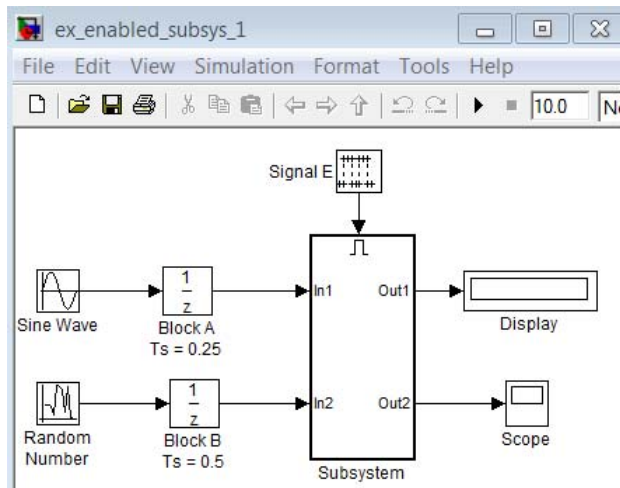 ex_enabled_subsys_1
File Edit View Simulation Format Tools Help
10.0
Signal E
Sine Wave
1
z
Block A
Ts = 0.25
In1
Out1
Display
Random
Number
1
z
Block B
Ts = 0.5
In2
Out2
Scope
Subsystem